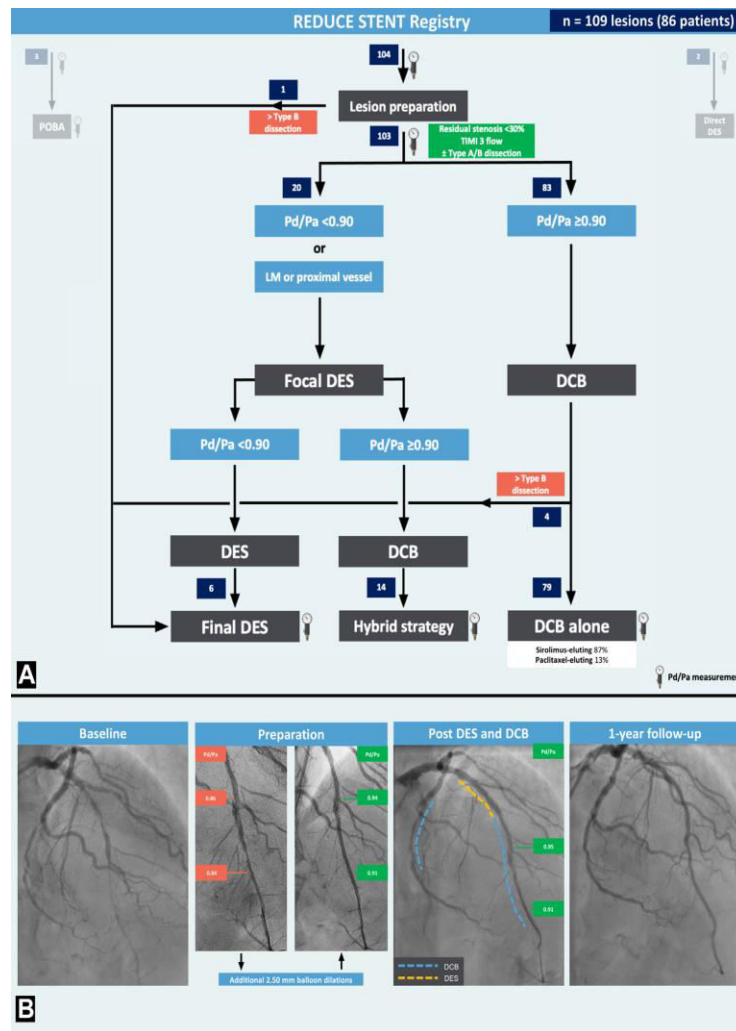 REDUCE STENT Registry
n = 109 lesions (86 patients)
3
POBA
104
Lesion preparation
1
> Type B
dissection
2
Direct
DES
103
Residual stenosis <30%
TIMI 3 flow
± Type A/B dissection
20
83
Pd/Pa <0.90
or
LM or proximal vessel
Pd/Pa ≥0.90
Focal DES
DCB
Pd/Pa <0.90
Pd/Pa ≥0.90
> Type B
dissection
4
DES
DCB
6
14
79
Final DES
Hybrid strategy
DCB alone
Sirolimus-eluting 87%
Paclitaxel-eluting 13%
Pd/Pa measureme
A
Baseline
Preparation
Post DES and DCB
1-year follow-up
Pd/Pa
Pd/Pa
Pd/Pa
0.94
0.95
0.91
0.91
Additional 2.50 mm balloon dilations
DCB
DES
B